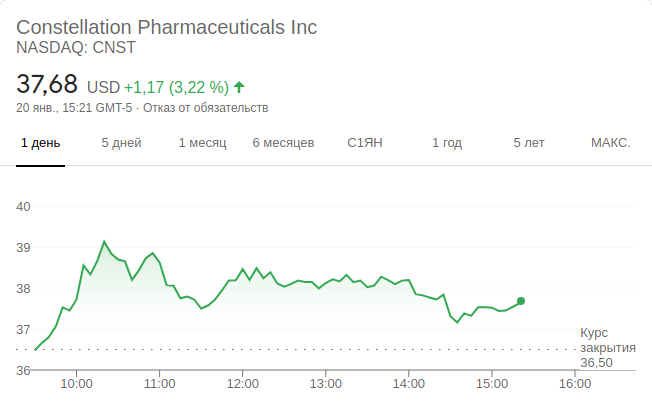 Constellation Pharmaceuticals Inc
NASDAQ: CNST
37,68 USD +1,17 (3,22 %)
20 янв., 15:21 GMT-5 · Отказ от обязательств
1 день 5 дней 1 месяц 6 месяцев С1ЯН 1 год 5 лет МАКС.
40
39
38
37
Курс
закрытия
36,50
36
10:00 11:00 12:00 13:00 14:00 15:00 16:00